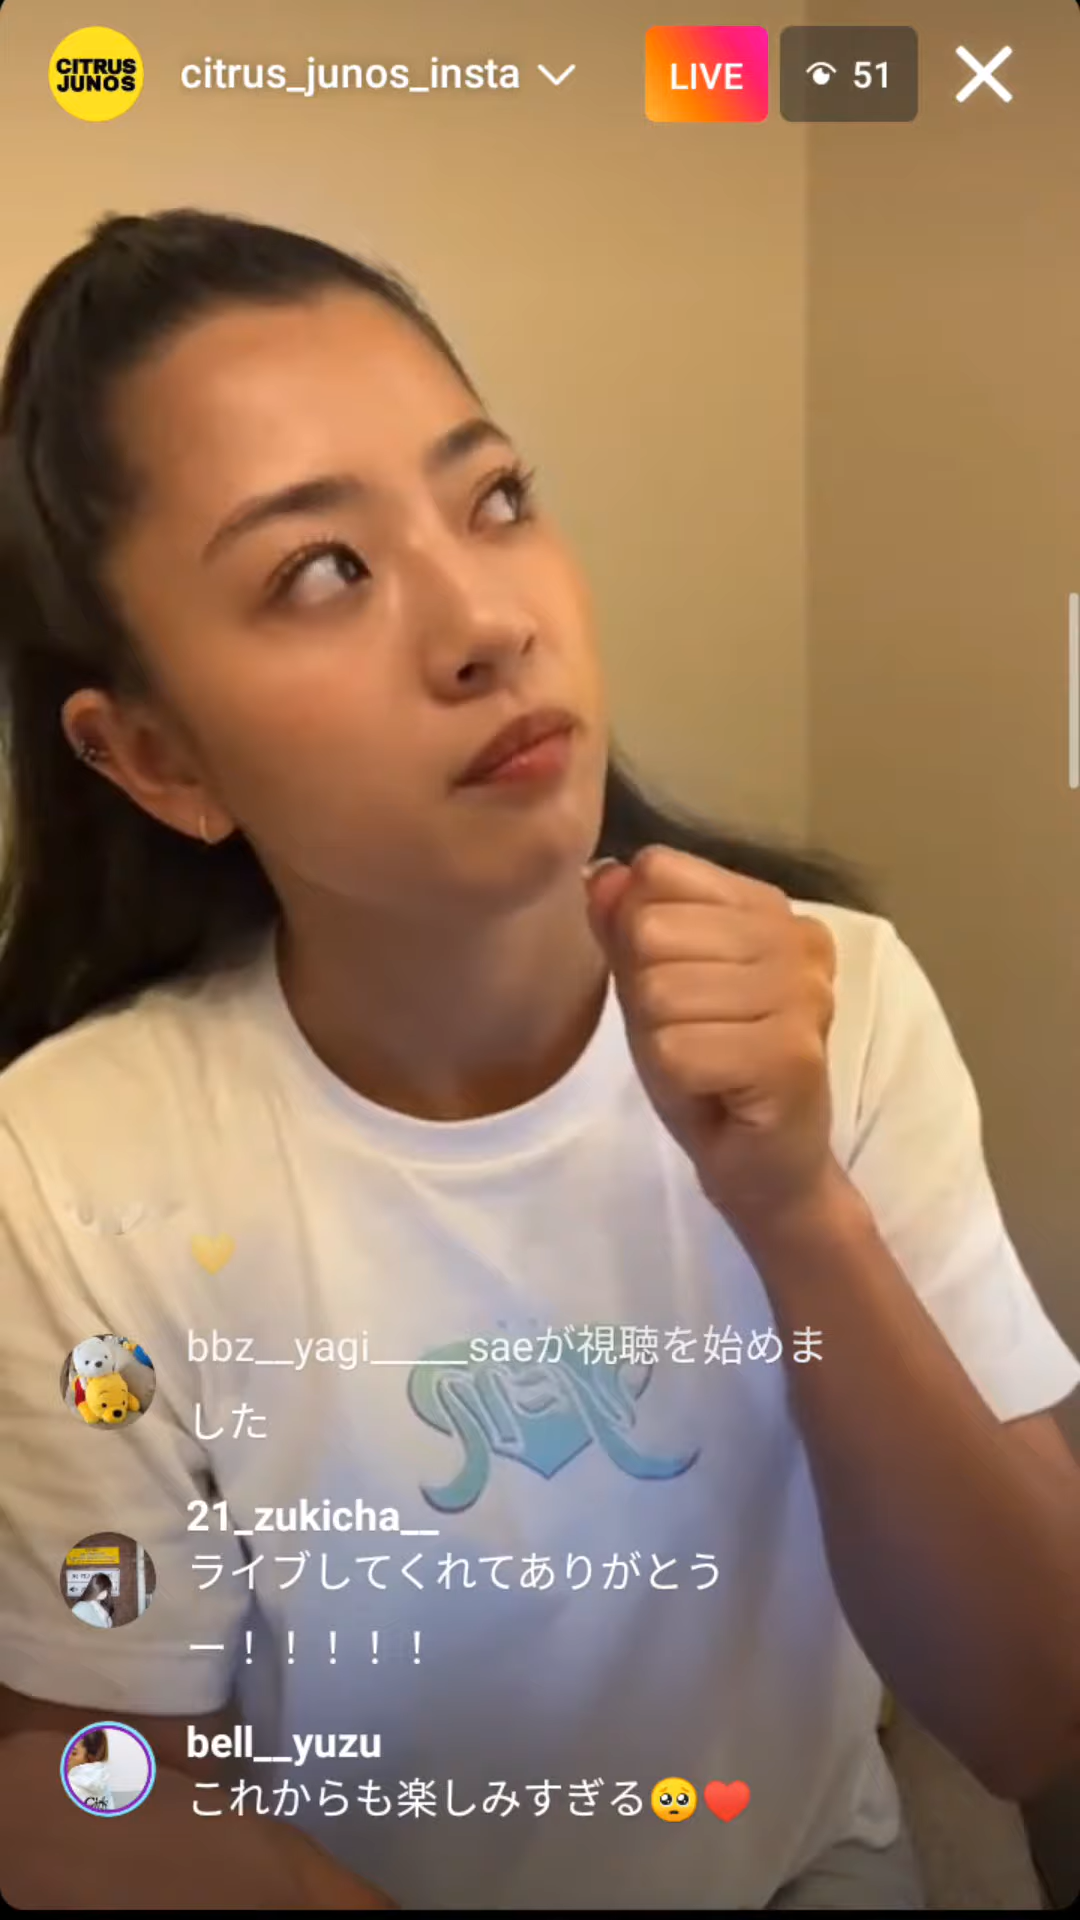 CITRUS
JUNOS
citrus_junos_insta
LIVE
51
bbz__yagi_____saeが視聴を始めま
した
21_zukicha__
ライブしてくれてありがとう
ー！！！！！
bell__yuzu
これからも楽しみすぎる🥺♥️